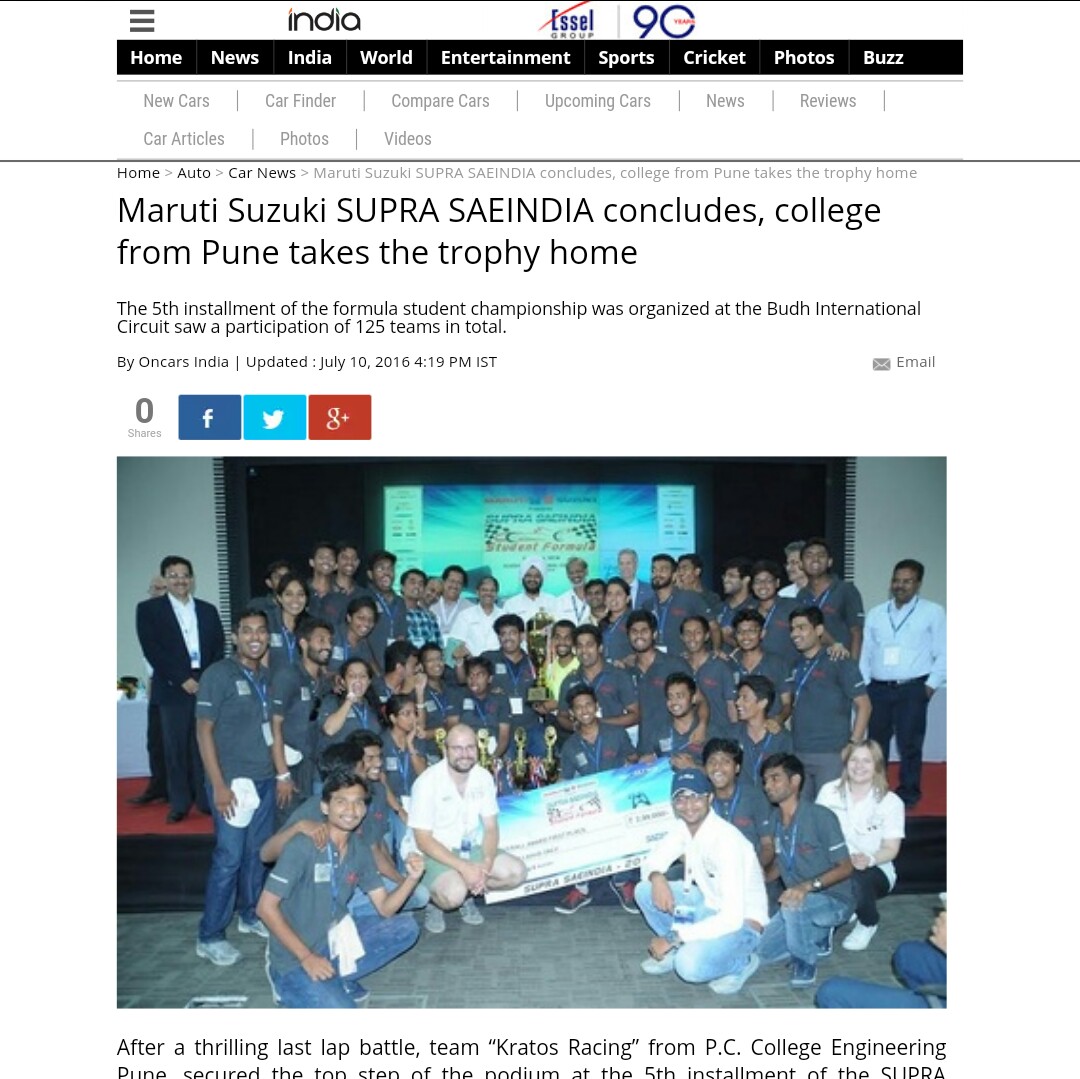 india
Essel GROUP 90 YEARS
Home News India World Entertainment Sports Cricket Photos Buzz
New Cars | Car Finder | Compare Cars | Upcoming Cars | News | Reviews |
Car Articles | Photos | Videos
Home > Auto > Car News > Maruti Suzuki SUPRA SAEINDIA concludes, college from Pune takes the trophy home
Maruti Suzuki SUPRA SAEINDIA concludes, college
from Pune takes the trophy home
The 5th installment of the formula student championship was organized at the Budh International
Circuit saw a participation of 125 teams in total.
By Oncars India | Updated : July 10, 2016 4:19 PM IST
Email
0
Shares
f
g+
MARUTI SUZUKI
SUPRA SAEINDIA
Student Formula
SUPRA SAEINDIA - 20
After a thrilling last lap battle, team “Kratos Racing” from P.C. College Engineering
Pune, secured the top step of the podium at the 5th installment of the SUPRA